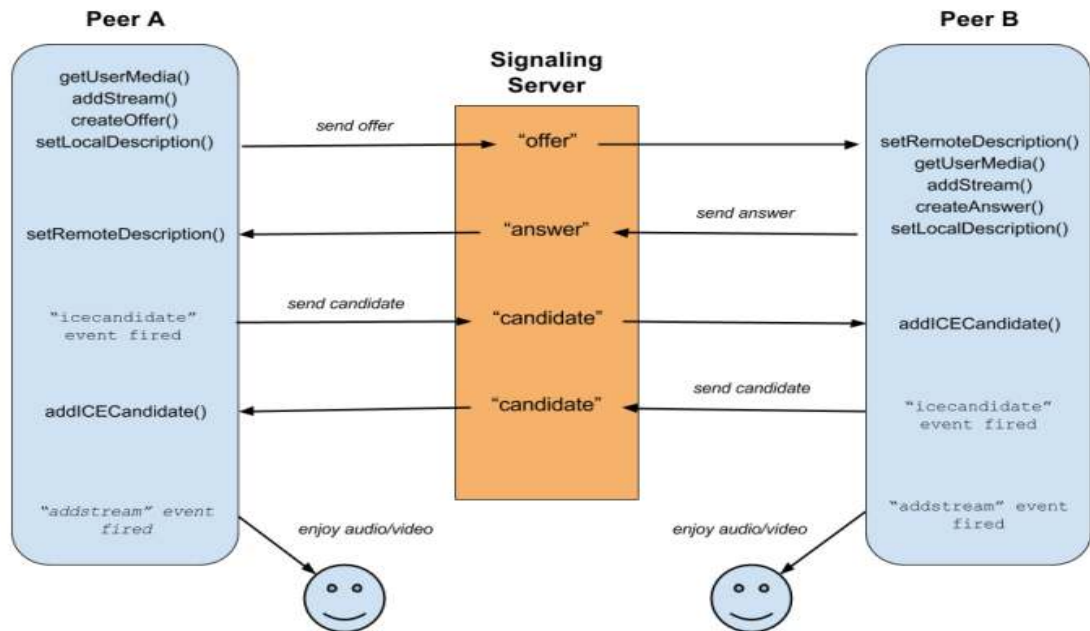 Peer A
Peer B
Signaling
Server
getUserMedia()
addStream()
createOffer()
setLocalDescription()
send offer
“offer”
setRemoteDescription()
getUserMedia()
addStream()
createAnswer()
setLocalDescription()
send answer
“answer”
setRemoteDescription()
“icecandidate”
event fired
send candidate
“candidate”
addICECandidate()
send candidate
“candidate”
addICECandidate()
“icecandidate”
event fired
“addstream” event
fired
enjoy audio/video
enjoy audio/video
“addstream” event
fired